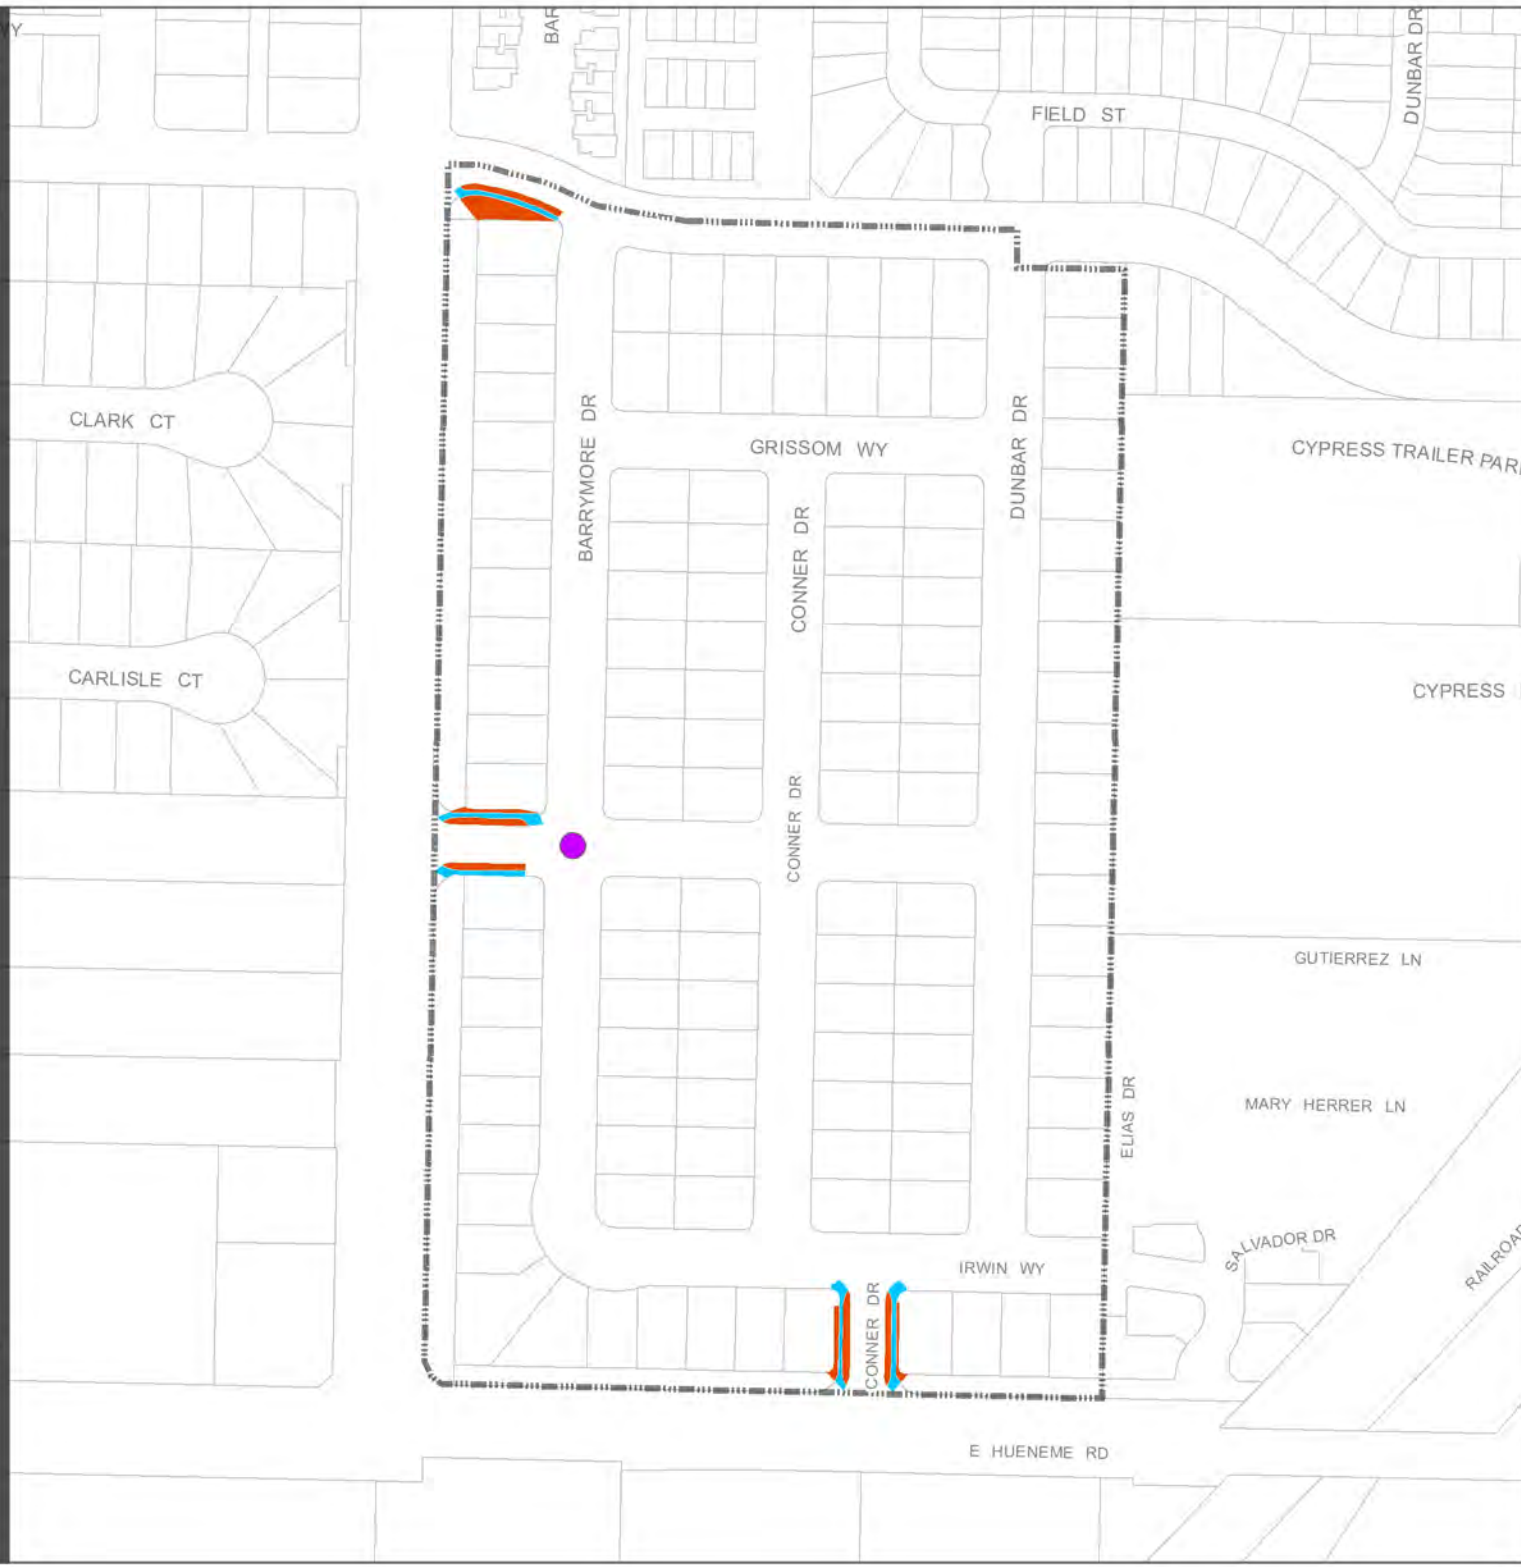 WY
BAR
DUNBAR DR
FIELD ST
CLARK CT
BARRYMORE DR
GRISSOM WY
DUNBAR DR
CYPRESS TRAILER PAR
CONNER DR
CARLISLE CT
CYPRESS
CONNER DR
GUTIERREZ LN
ELIAS DR
MARY HERRER LN
SALVADOR DR
RAILROAD
IRWIN WY
CONNER DR
E HUENEME RD